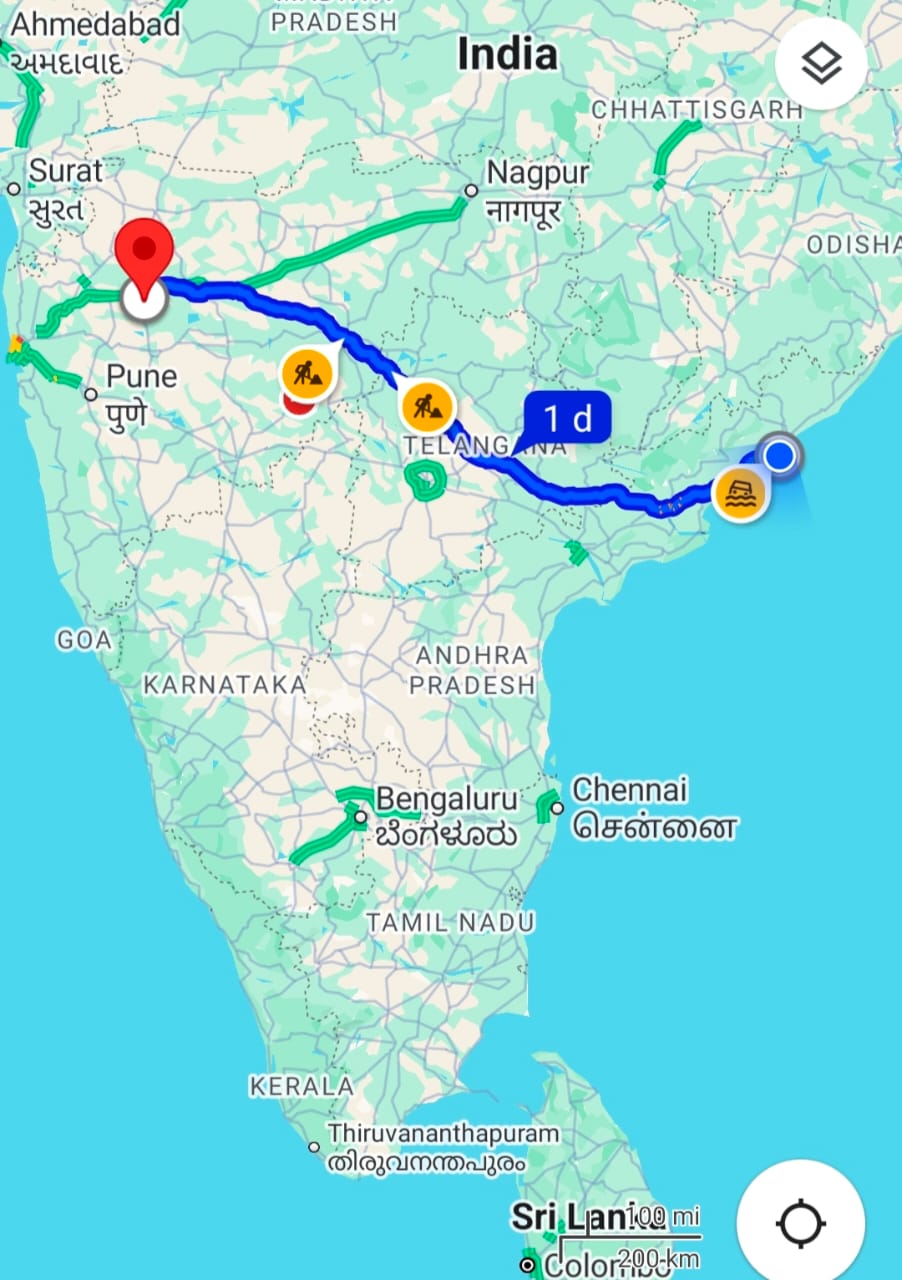 Ahmedabad
અમદાવાદ
PRADESH
India
CHHATTISGARH
Surat
સુરત
Nagpur
नागपूर
ODISHA
Pune
पुणे
1 d
TELANGANA
GOA
KARNATAKA
ANDHRA
PRADESH
Bengaluru
ಬೆಂಗಳೂರು
Chennai
சென்னை
TAMIL NADU
KERALA
Thiruvananthapuram
തിരുവനന്തപുരം
Sri Lanka
100 mi
200 km
Colombo